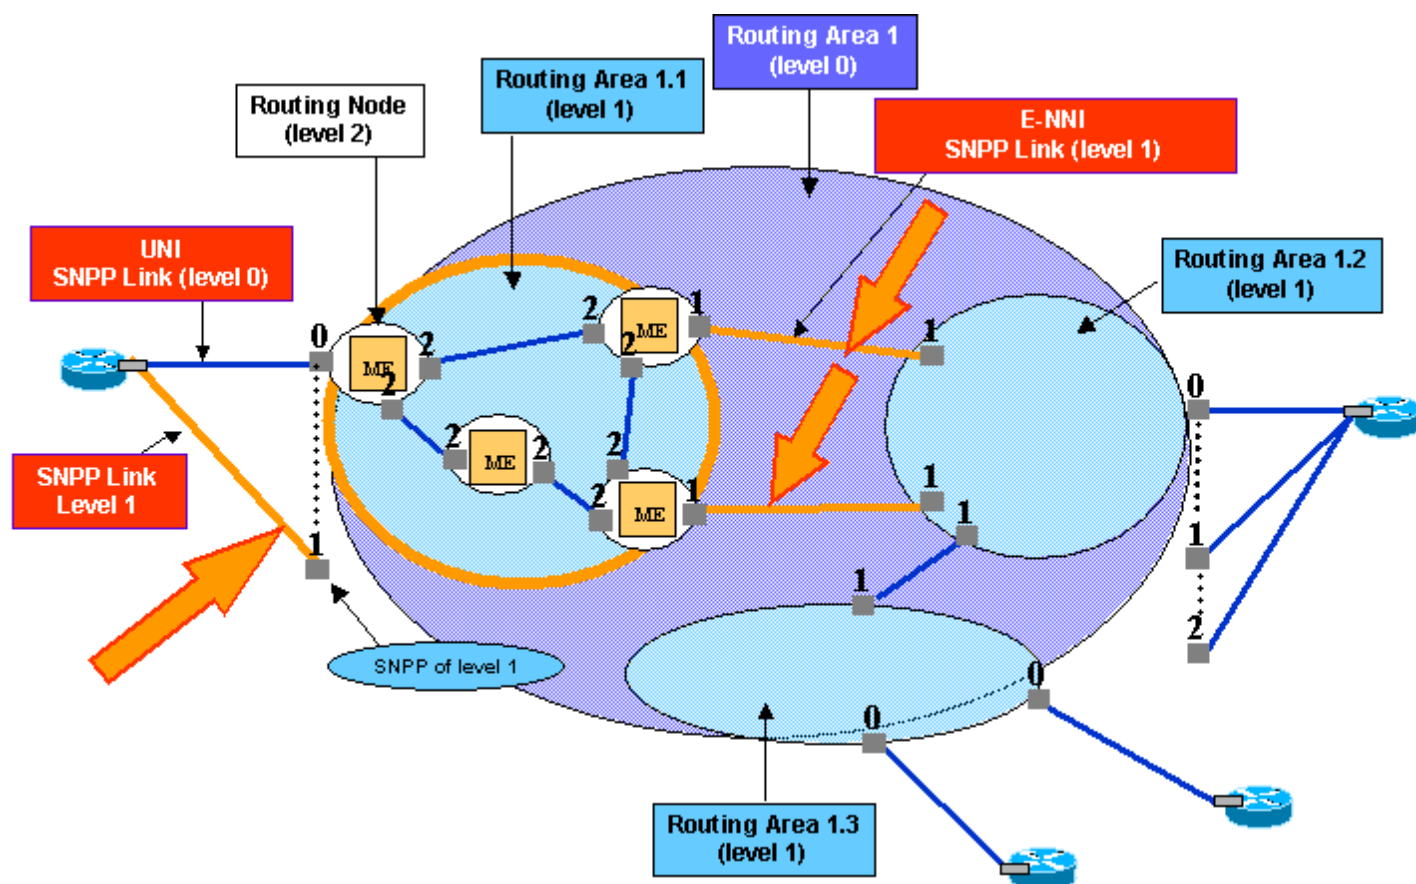 Routing Area 1
(level 0)
Routing Area 1.1
(level 1)
Routing Node
(level 2)
E-NNI
SNPP Link (level 1)
UNI
SNPP Link (level 0)
Routing Area 1.2
(level 1)
0
2
2
2
1
1
0
ME
ME
2
2
2
2
2
2
1
1
1
ME
ME
SNPP Link
Level 1
1
1
1
2
SNPP of level 1
0
0
Routing Area 1.3
(level 1)